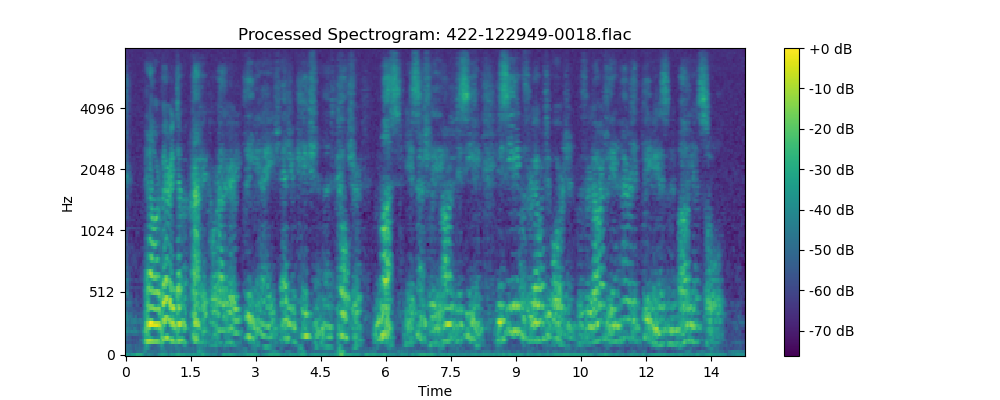 Processed Spectrogram: 422-122949-0018.flac
Hz
4096
2048
1024
512
0
0 1.5 3 4.5 6 7.5 9 10 12 14
Time
+0 dB
-10 dB
-20 dB
-30 dB
-40 dB
-50 dB
-60 dB
-70 dB